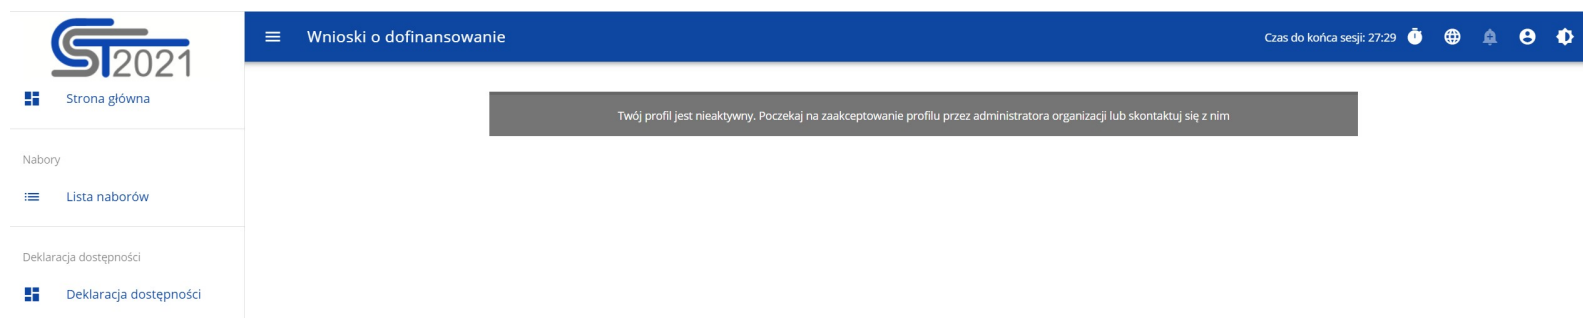 CST2021
Wnioski o dofinansowanie
Czas do końca sesji: 27:29
Strona główna
Twój profil jest nieaktywny. Poczekaj na zaakceptowanie profilu przez administratora organizacji lub skontaktuj się z nim
Nabory
Lista naborów
Deklaracja dostępności
Deklaracja dostępności